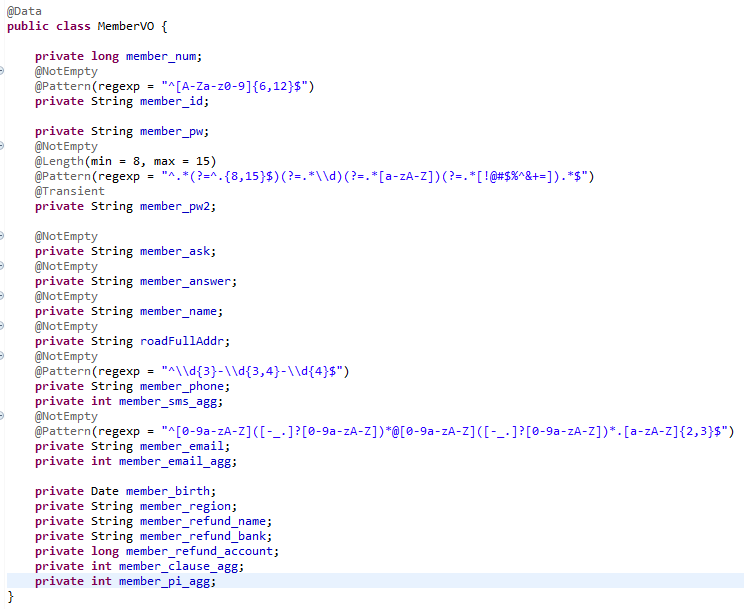 @Data
public class MemberVO {
private long member_num;
@NotEmpty
@Pattern(regexp = "^[A-Za-z0-9]{6,12}$")
private String member_id;
private String member_pw;
@NotEmpty
@Length(min = 8, max = 15)
@Pattern(regexp = "^.*(?=^.{8,15}$)(?=.*\\d)(?=.*[a-zA-Z])(?=.*[!@#$%^&+=]).*$")
@Transient
private String member_pw2;
@NotEmpty
private String member_ask;
@NotEmpty
private String member_answer;
@NotEmpty
private String member_name;
@NotEmpty
private String roadFullAddr;
@NotEmpty
@Pattern(regexp = "^\\d{3}-\\d{3,4}-\\d{4}$")
private String member_phone;
private int member_sms_agg;
@NotEmpty
@Pattern(regexp = "^[0-9a-zA-Z]([-_.]?[0-9a-zA-Z])*@[0-9a-zA-Z]([-_.]?[0-9a-zA-Z])*.[a-zA-Z]{2,3}$")
private String member_email;
private int member_email_agg;
private Date member_birth;
private String member_region;
private String member_refund_name;
private String member_refund_bank;
private long member_refund_account;
private int member_clause_agg;
private int member_pi_agg;
}